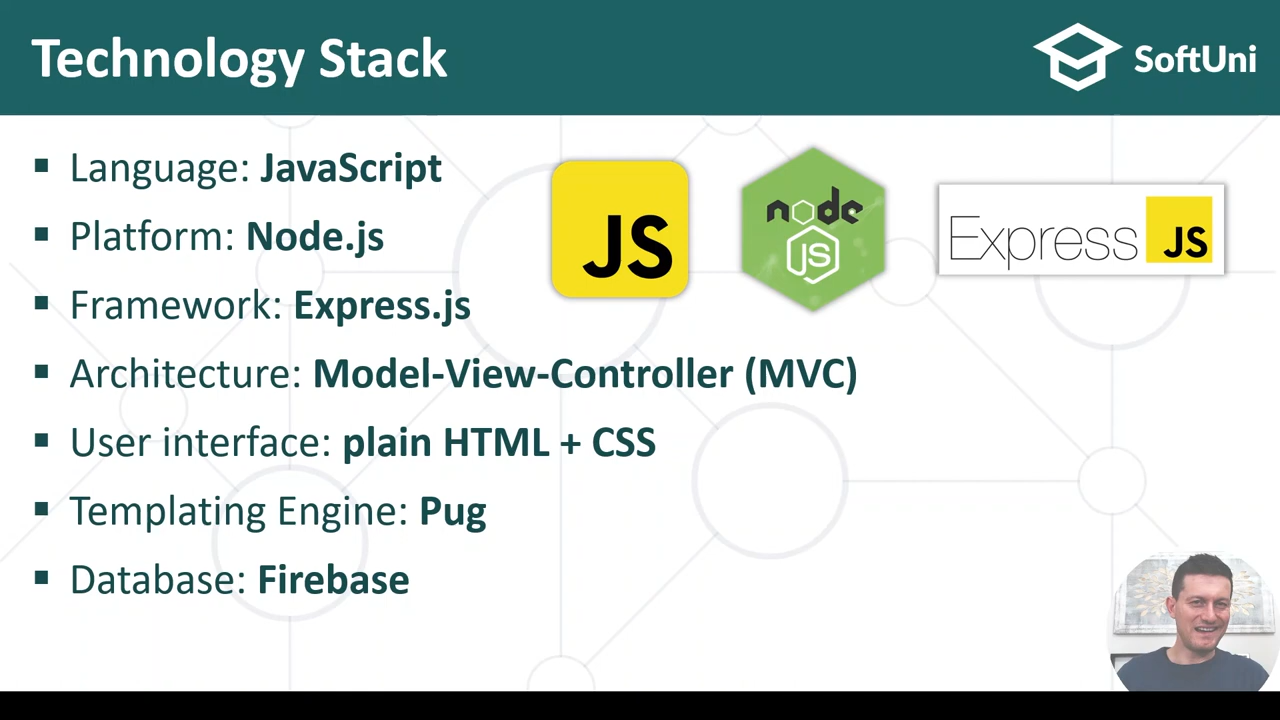 Technology Stack
SoftUni
▪ Language: JavaScript
▪ Platform: Node.js
▪ Framework: Express.js
▪ Architecture: Model-View-Controller (MVC)
▪ User interface: plain HTML + CSS
▪ Templating Engine: Pug
▪ Database: Firebase
JS
node
JS
Express JS